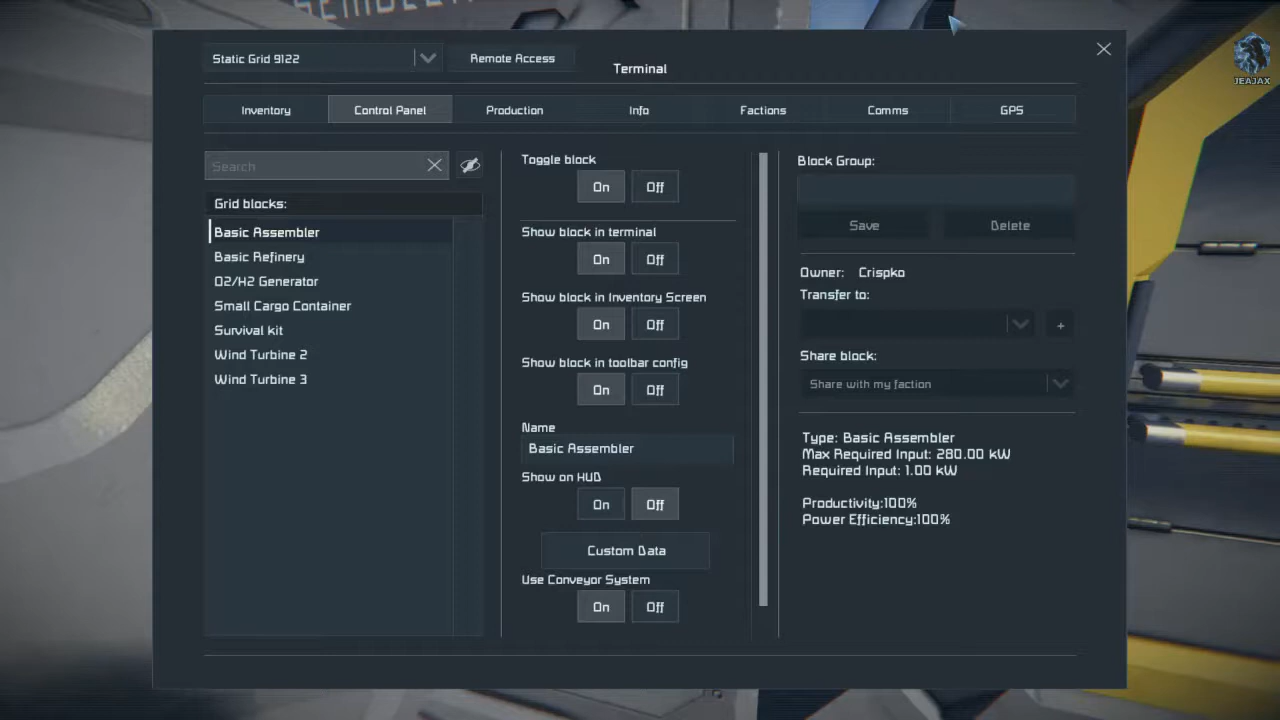 Static Grid 9122
Remote Access
Terminal
Inventory
Control Panel
Production
Info
Factions
Comms
GPS
Search
Grid blocks:
Basic Assembler
Basic Refinery
O2/H2 Generator
Small Cargo Container
Survival kit
Wind Turbine 2
Wind Turbine 3
Toggle block
On Off
Show block in terminal
On Off
Show block in Inventory Screen
On Off
Show block in toolbar config
On Off
Name
Basic Assembler
Show on HUD
On Off
Custom Data
Use Conveyor System
On Off
Block Group:
Save Delete
Owner: Crispko
Transfer to:
+
Share block:
Share with my faction
Type: Basic Assembler
Max Required Input: 280.00 kW
Required Input: 1.00 kW
Productivity:100%
Power Efficiency:100%
JEAJAX